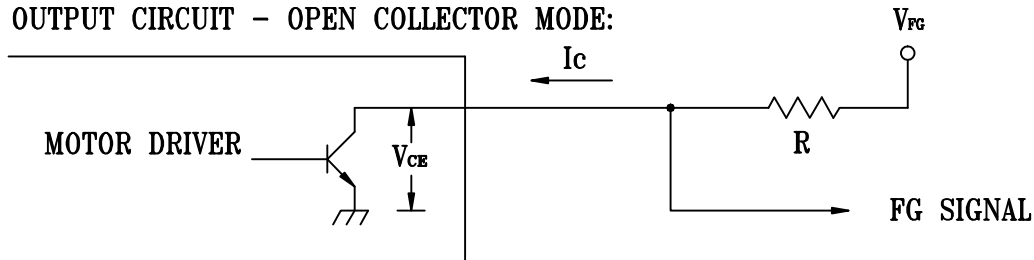 OUTPUT CIRCUIT - OPEN COLLECTOR MODE:
VFG
Ic
MOTOR DRIVER
VCE
R
FG SIGNAL